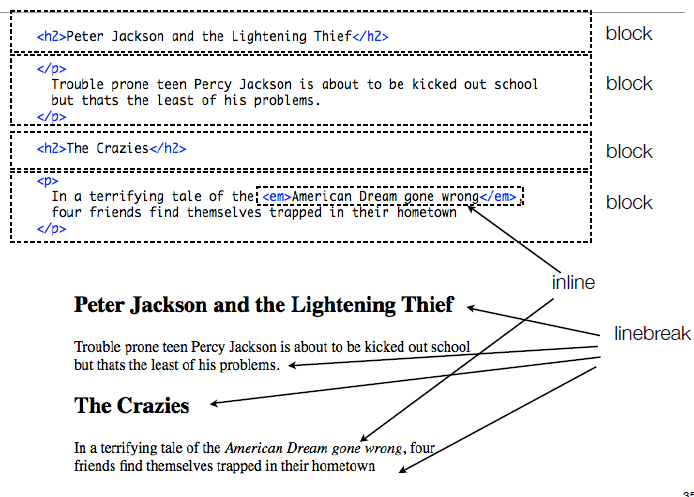 <h2>Peter Jackson and the Lightening Thief</h2> block
</p> block
Trouble prone teen Percy Jackson is about to be kicked out school
but thats the least of his problems.
</p>
<h2>The Crazies</h2> block
<p>
In a terrifying tale of the <em>American Dream gone wrong</em>, block
four friends find themselves trapped in their hometown
</p>
inline
Peter Jackson and the Lightening Thief
linebreak
Trouble prone teen Percy Jackson is about to be kicked out school
but thats the least of his problems.
The Crazies
In a terrifying tale of the American Dream gone wrong, four
friends find themselves trapped in their hometown